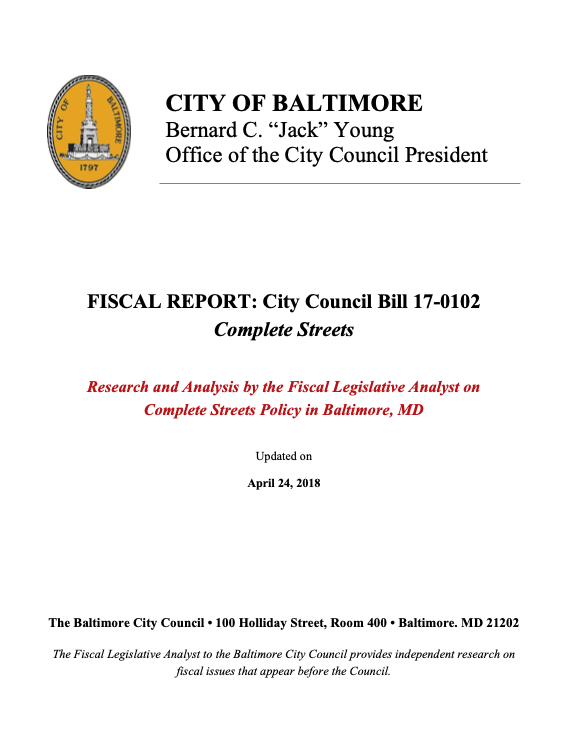 CITY OF BALTIMORE
1797
CITY OF BALTIMORE
Bernard C. “Jack” Young
Office of the City Council President
FISCAL REPORT: City Council Bill 17-0102
Complete Streets
Research and Analysis by the Fiscal Legislative Analyst on
Complete Streets Policy in Baltimore, MD
Updated on
April 24, 2018
The Baltimore City Council • 100 Holliday Street, Room 400 • Baltimore. MD 21202
The Fiscal Legislative Analyst to the Baltimore City Council provides independent research on
fiscal issues that appear before the Council.